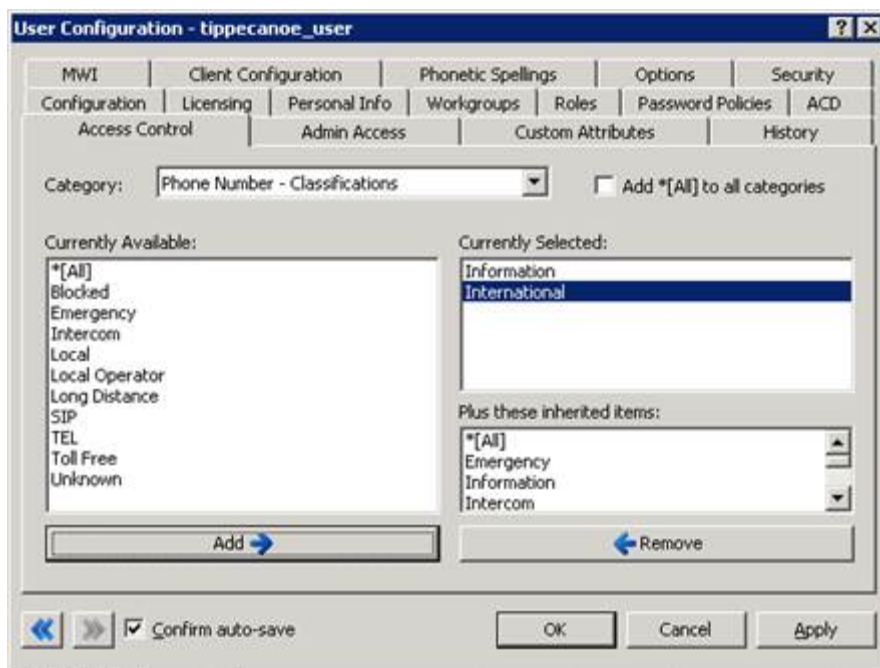 User Configuration - tippecanoe_user
MWI Client Configuration Phonetic Spellings Options Security
Configuration Licensing Personal Info Workgroups Roles Password Policies ACD
Access Control Admin Access Custom Attributes History
Category: Phone Number - Classifications Add *[All] to all categories
Currently Available:
*[All]
Blocked
Emergency
Intercom
Local
Local Operator
Long Distance
SIP
TEL
Toll Free
Unknown
Add
Currently Selected:
Information
International
Plus these inherited items:
*[All]
Emergency
Information
Intercom
Remove
Confirm auto-save OK Cancel Apply